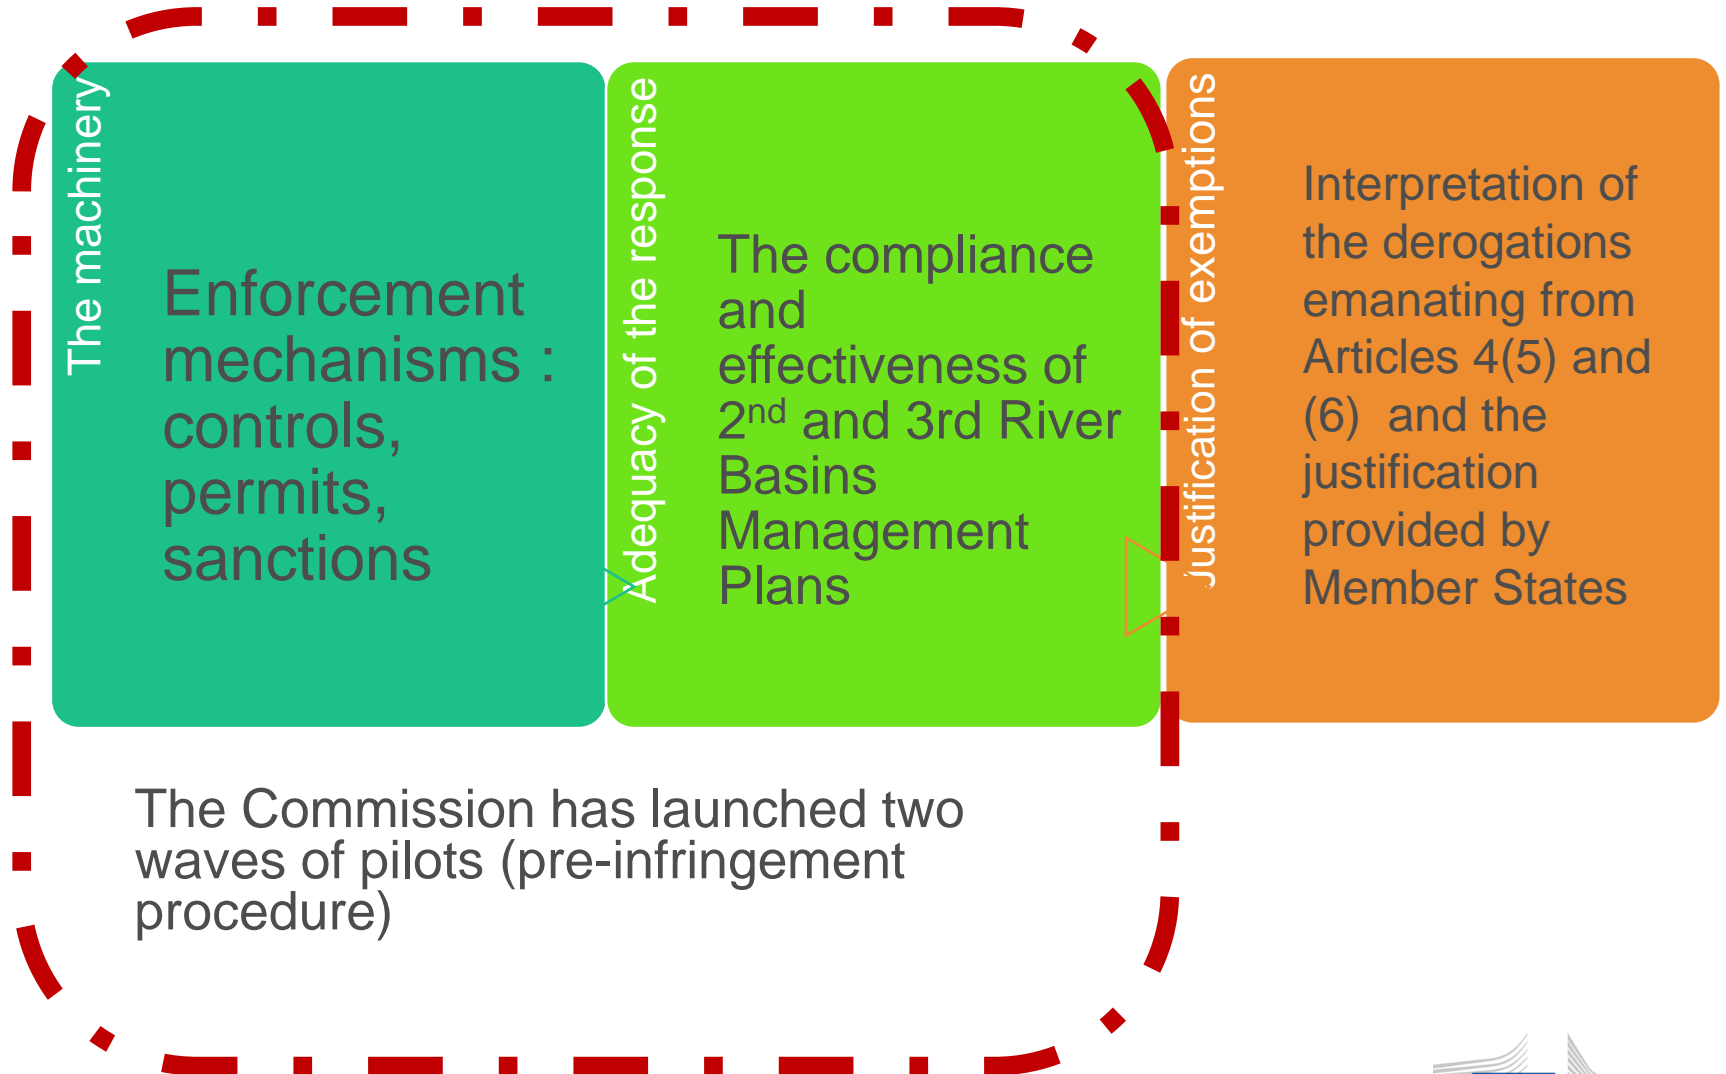 The machinery
Enforcement
mechanisms :
controls,
permits,
sanctions
Adequacy of the response
The compliance
and
effectiveness of
2nd and 3rd River
Basins
Management
Plans
Justification of exemptions
Interpretation of
the derogations
emanating from
Articles 4(5) and
(6) and the
justification
provided by
Member States
The Commission has launched two
waves of pilots (pre-infringement
procedure)